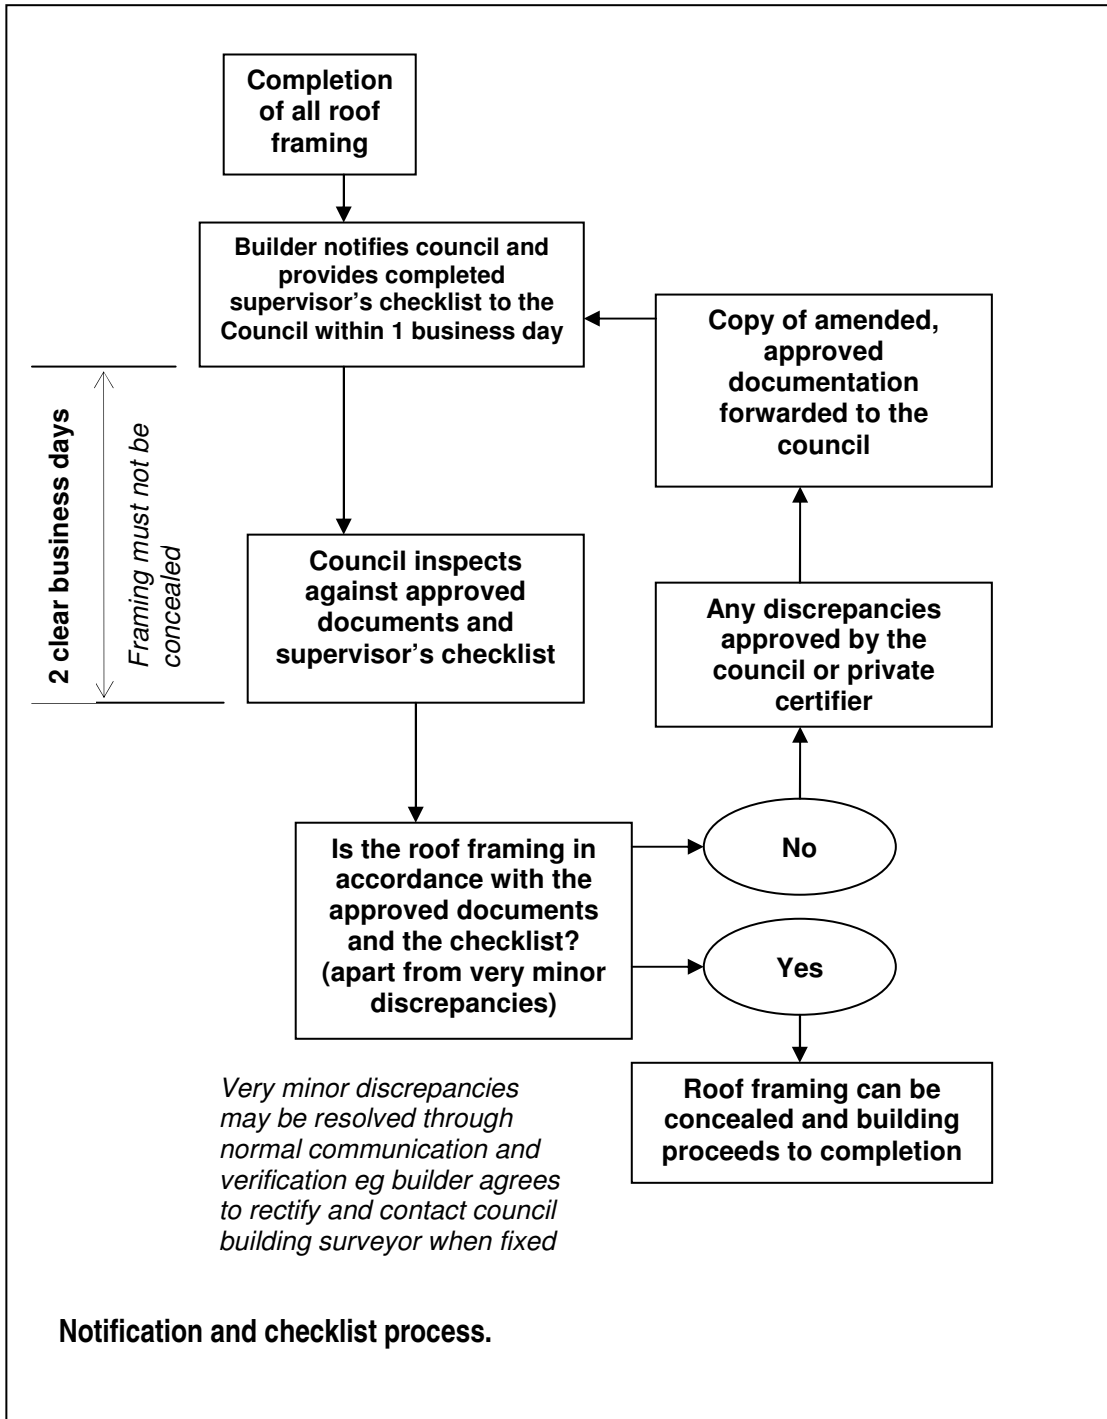 Completion
of all roof
framing
Builder notifies council and
provides completed
supervisor's checklist to the
Council within 1 business day
Copy of amended,
approved
documentation
forwarded to the
council
2 clear business days
Framing must not be
concealed
Council inspects
against approved
documents and
supervisor's checklist
Any discrepancies
approved by the
council or private
certifier
Is the roof framing in
accordance with the
approved documents
and the checklist?
(apart from very minor
discrepancies)
No
Yes
Roof framing can be
concealed and building
proceeds to completion
Very minor discrepancies
may be resolved through
normal communication and
verification eg builder agrees
to rectify and contact council
building surveyor when fixed
Notification and checklist process.